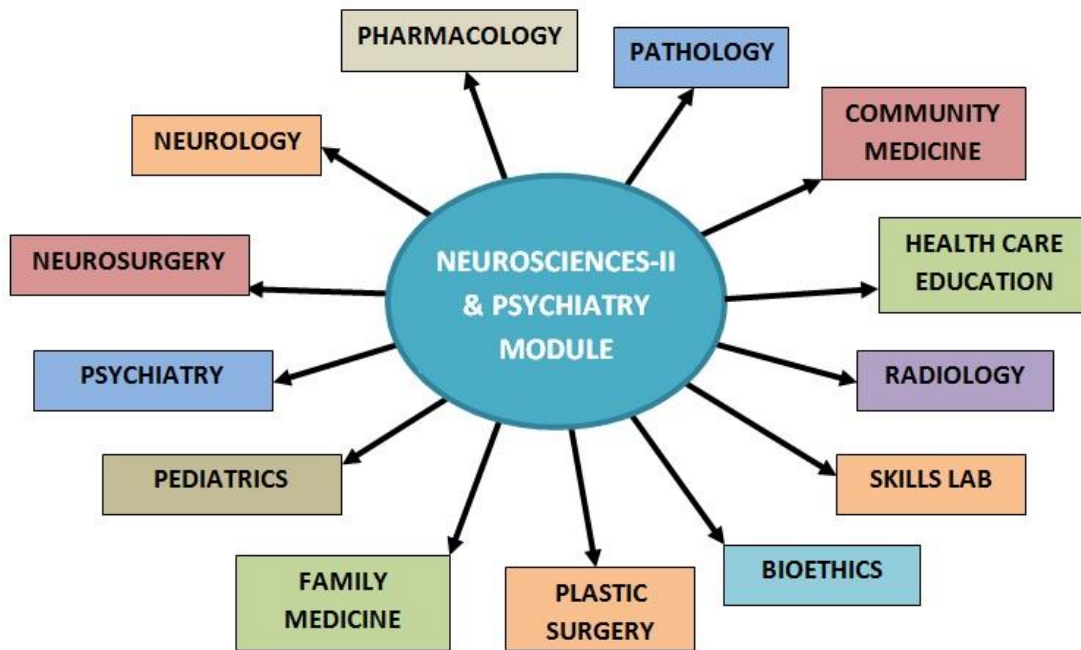 PHARMACOLOGY
PATHOLOGY
COMMUNITY
MEDICINE
NEUROLOGY
HEALTH CARE
EDUCATION
NEUROSURGERY
NEUROSCIENCES-II
& PSYCHIATRY
MODULE
PSYCHIATRY
RADIOLOGY
PEDIATRICS
SKILLS LAB
FAMILY
MEDICINE
PLASTIC
SURGERY
BIOETHICS